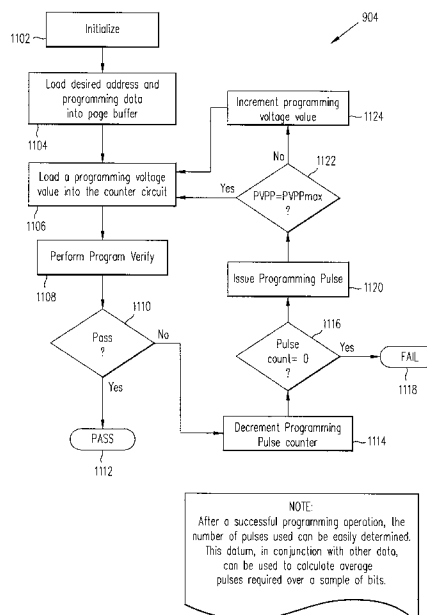 904
1102
Initialize
Load desired address and
programming data
into page buffer
1104
Load a programming voltage
value into the counter circuit
1106
Perform Program Verify
1108
1110
Pass
?
No
Yes
PASS
1112
Increment programming
voltage value
1124
No
1122
Yes
PVPP=PVPPmax
?
Issue Programming Pulse
1120
1116
Pulse
count= 0
?
Yes
FAIL
1118
Decrement Programming
Pulse counter
1114
NOTE:
After a successful programming operation, the
number of pulses used can be easily determined.
This datum, in conjunction with other data,
can be used to calculate average
pulses required over a sample of bits.